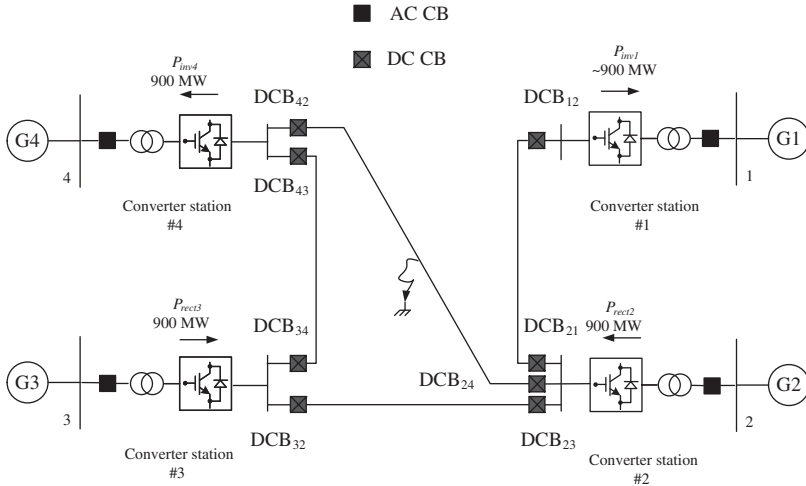 AC CB
DC CB
P_inv4
900 MW
DCB42
P_inv1
~900 MW
DCB12
G4
G1
4
DCB43
1
Converter station
#4
Converter station
#1
P_rect3
900 MW
DCB34
DCB21
P_rect2
900 MW
G3
DCB24
G2
3
2
DCB32
DCB23
Converter station
#3
Converter station
#2